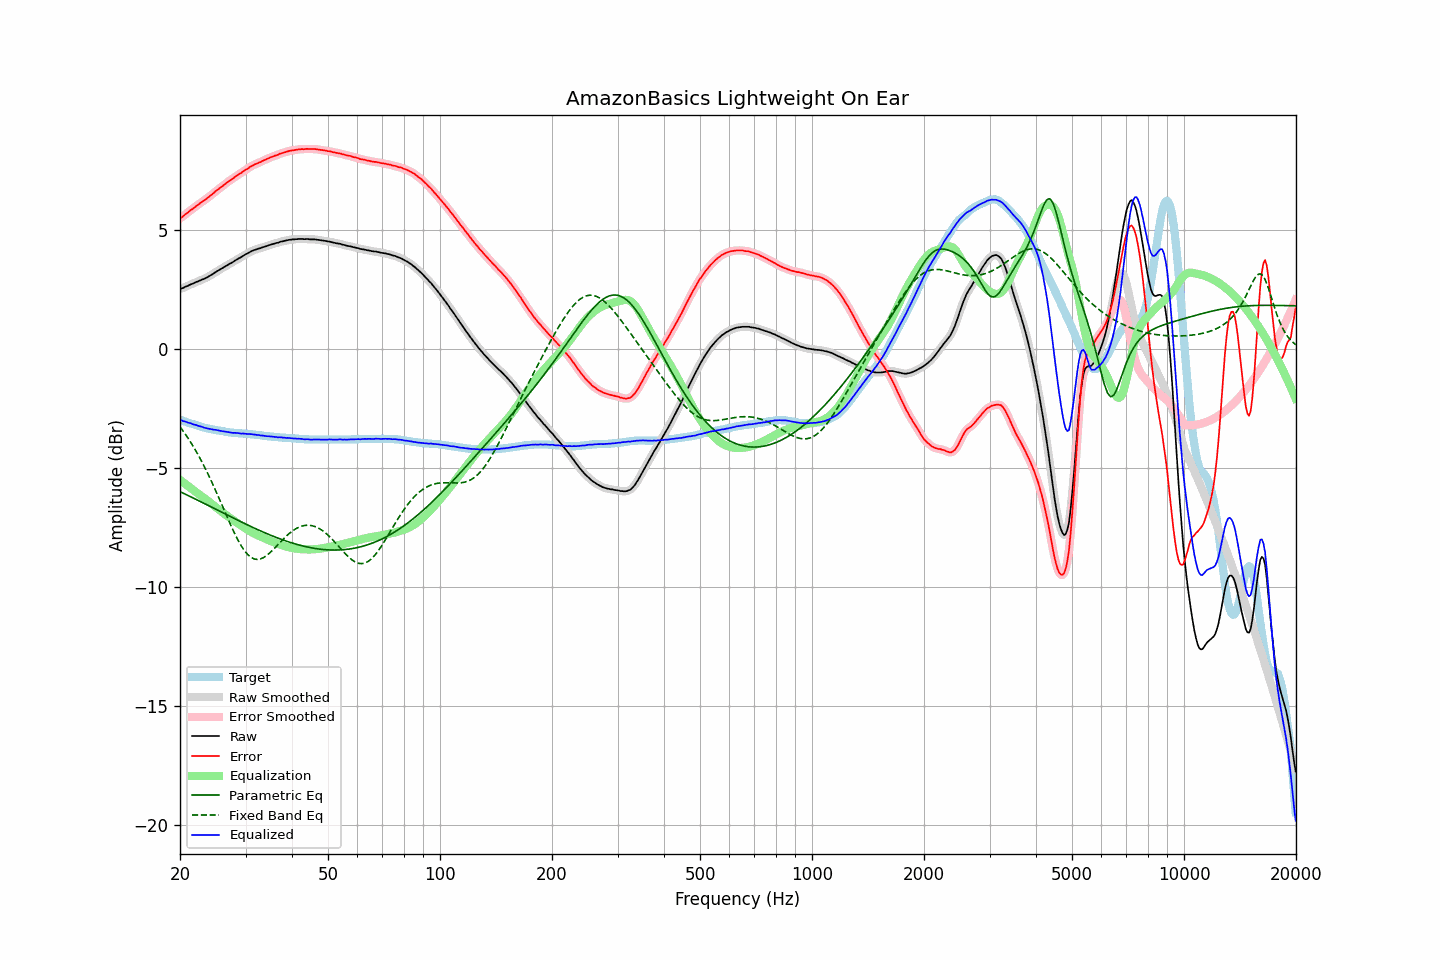 AmazonBasics Lightweight On Ear
Amplitude (dBr)
5
0
−5
−10
−15
−20
Target
Raw Smoothed
Error Smoothed
Raw
Error
Equalization
Parametric Eq
Fixed Band Eq
Equalized
20 50 100 200 500 1000 2000 5000 10000 20000
Frequency (Hz)